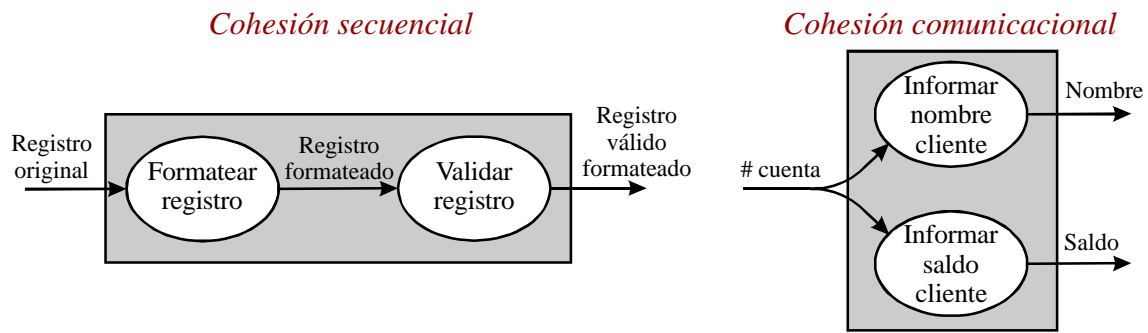 Cohesión secuencial
Registro
original
Formatear
registro
Registro
formateado
Validar
registro
Registro
válido
formateado
Cohesión comunicacional
# cuenta
Informar
nombre
cliente
Nombre
Informar
saldo
cliente
Saldo